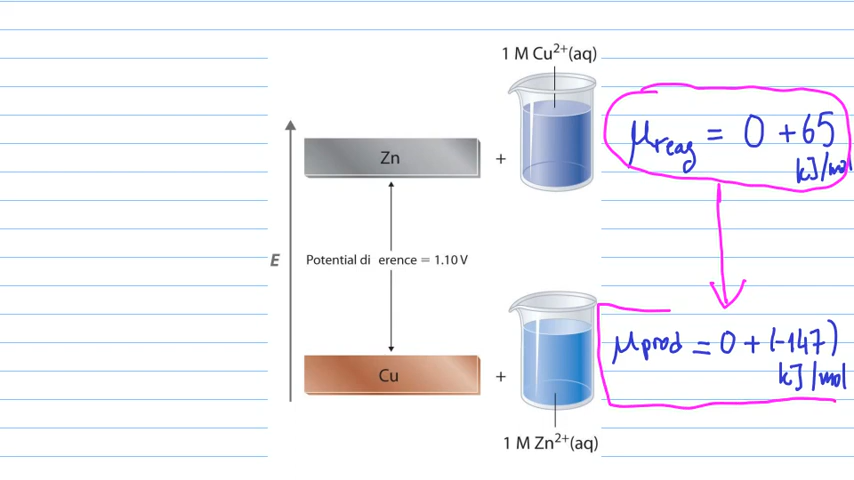 1 M Cu²⁺(aq)
μreag = 0 + 65
kJ/mol
Zn
+
E
Potential di erence = 1.10 V
μprod = 0 + (-147)
kJ/mol
Cu
+
1 M Zn²⁺(aq)